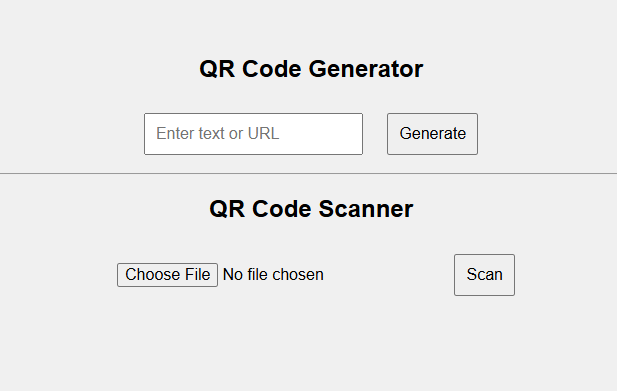 QR Code Generator
Enter text or URL Generate
QR Code Scanner
Choose File No file chosen Scan